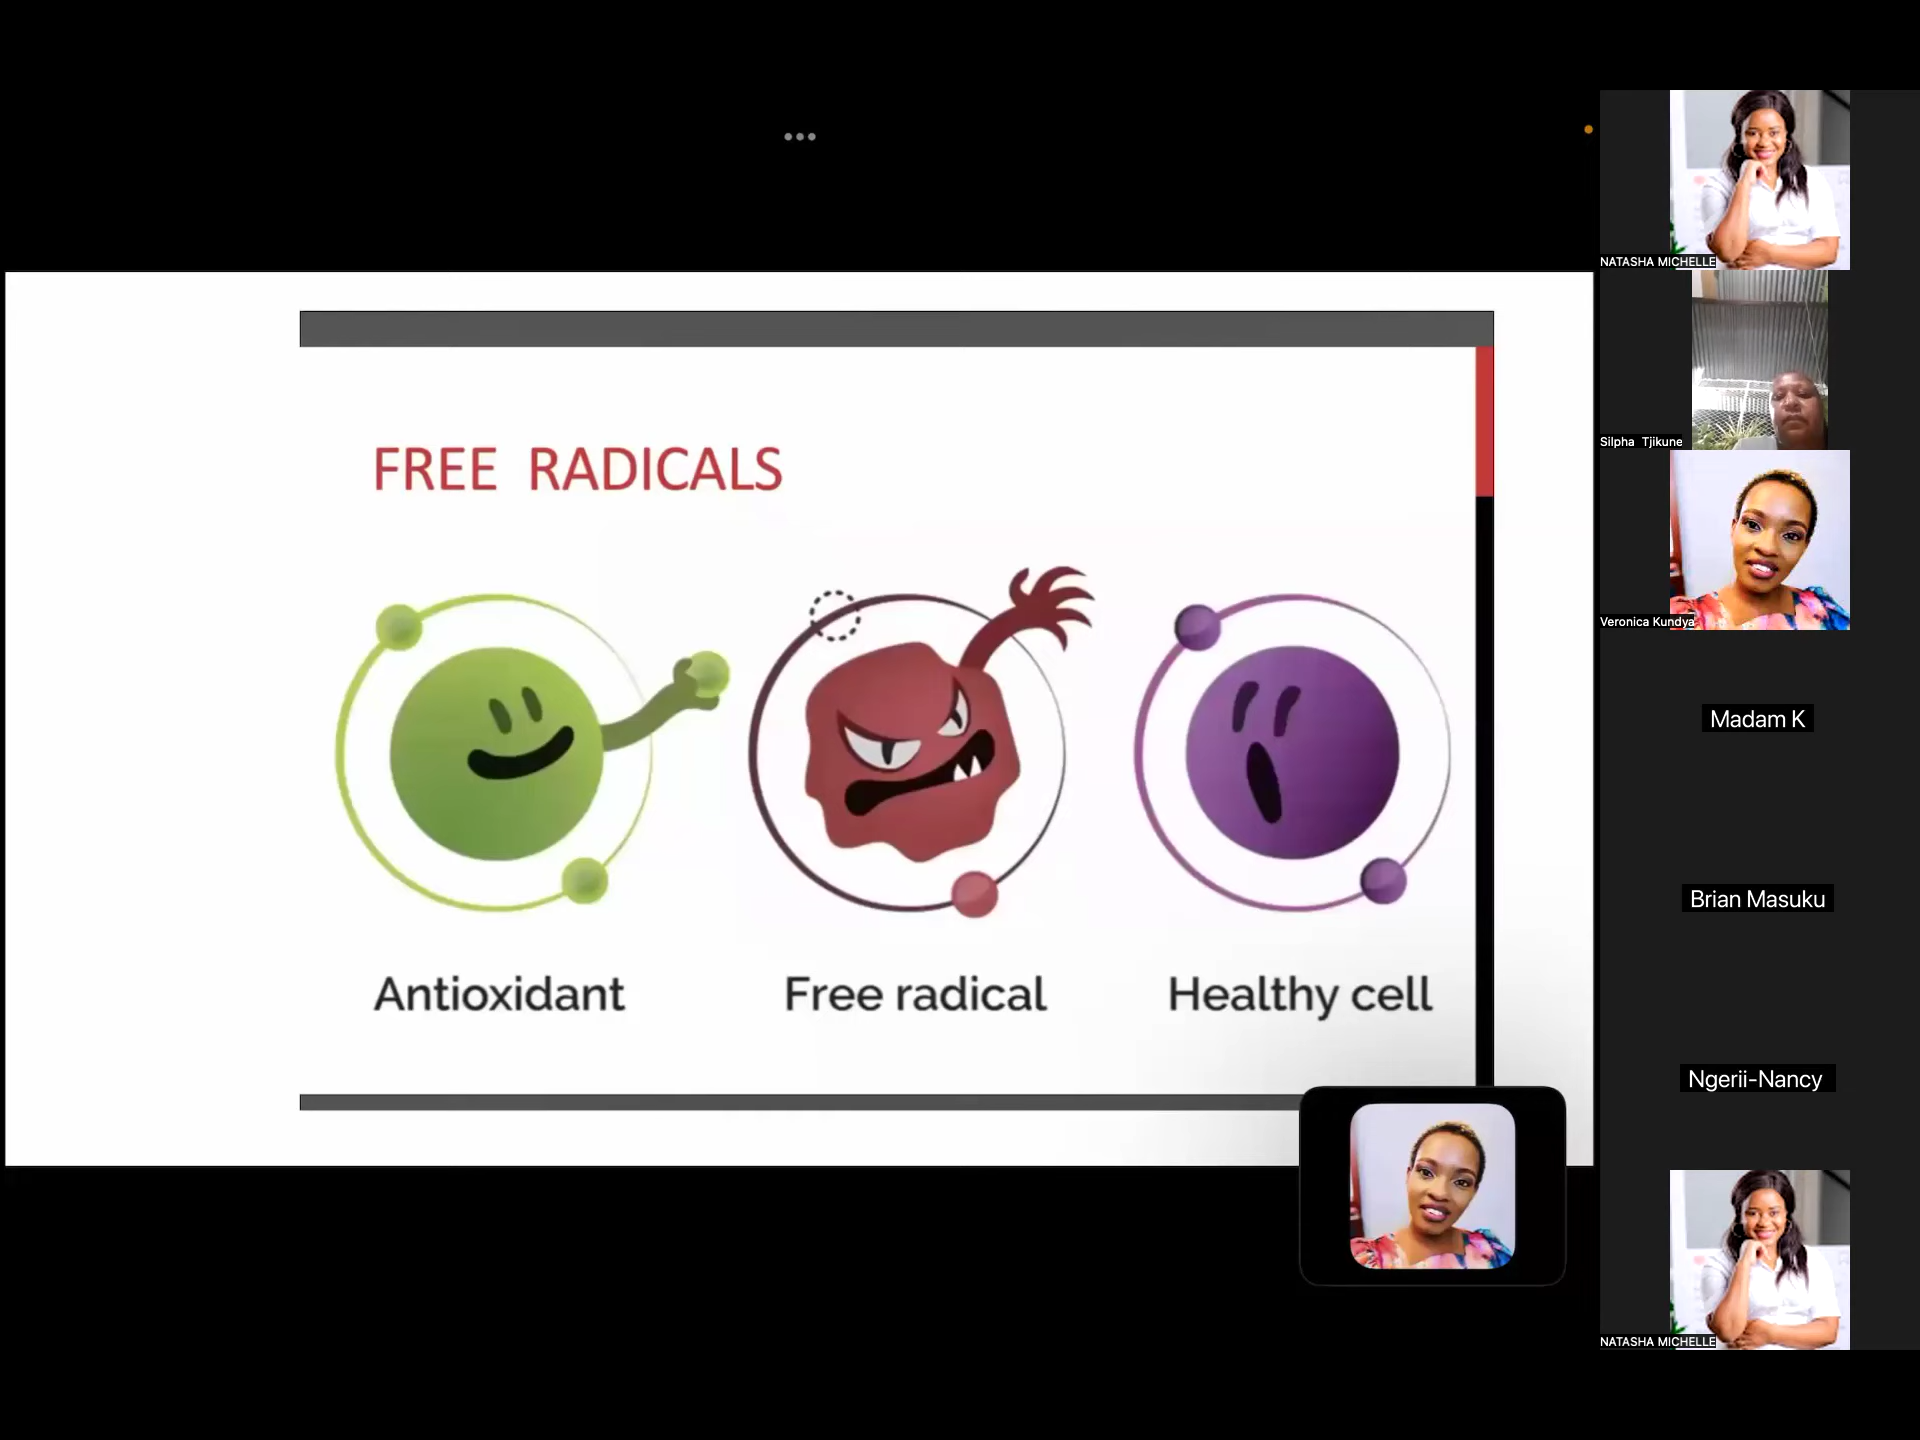 FREE RADICALS
Antioxidant
Free radical
Healthy cell
NATASHA MICHELLE
Silpha Tjikune
Veronica Kundya
Madam K
Brian Masuku
Ngerii-Nancy
NATASHA MICHELLE